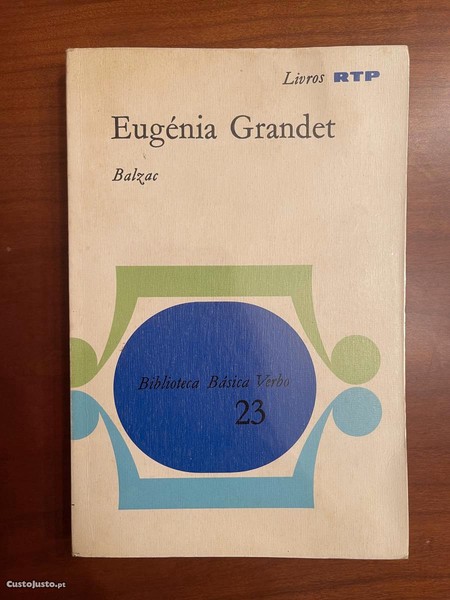 Livros RTP
Eugénia Grandet
Balzac
Biblioteca Básica Verbo
23
CustoJusto.pt